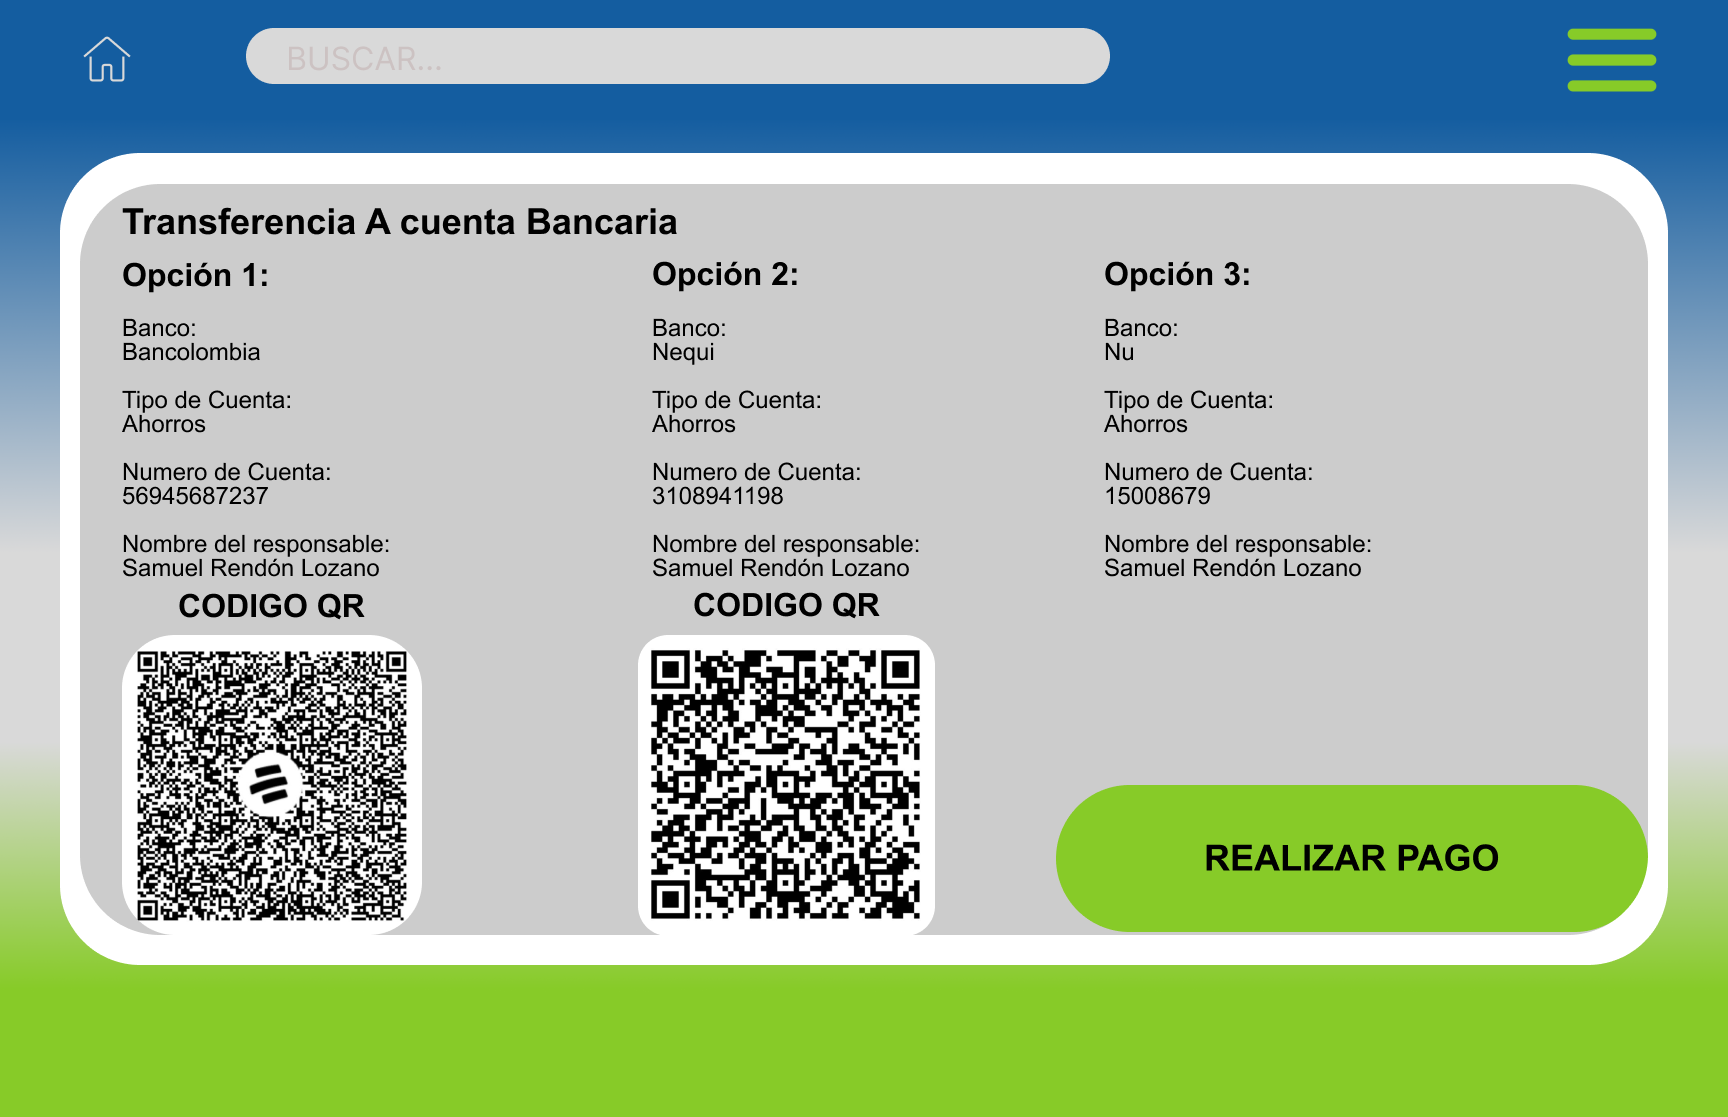 BUSCAR...
Transferencia A cuenta Bancaria
Opción 1:
Banco:
Bancolombia
Tipo de Cuenta:
Ahorros
Numero de Cuenta:
56945687237
Nombre del responsable:
Samuel Rendón Lozano
CODIGO QR
Opción 2:
Banco:
Nequi
Tipo de Cuenta:
Ahorros
Numero de Cuenta:
3108941198
Nombre del responsable:
Samuel Rendón Lozano
CODIGO QR
Opción 3:
Banco:
Nu
Tipo de Cuenta:
Ahorros
Numero de Cuenta:
15008679
Nombre del responsable:
Samuel Rendón Lozano
REALIZAR PAGO